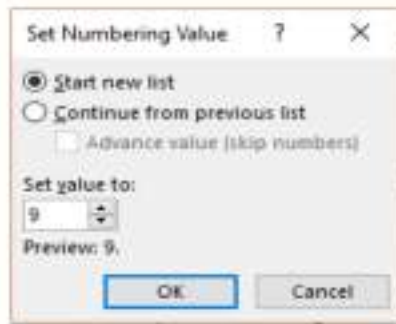 Set Numbering Value ?
Start new list
Continue from previous list
Advance value (skip numbers)
Set value to:
9
Preview: 9.
OK Cancel